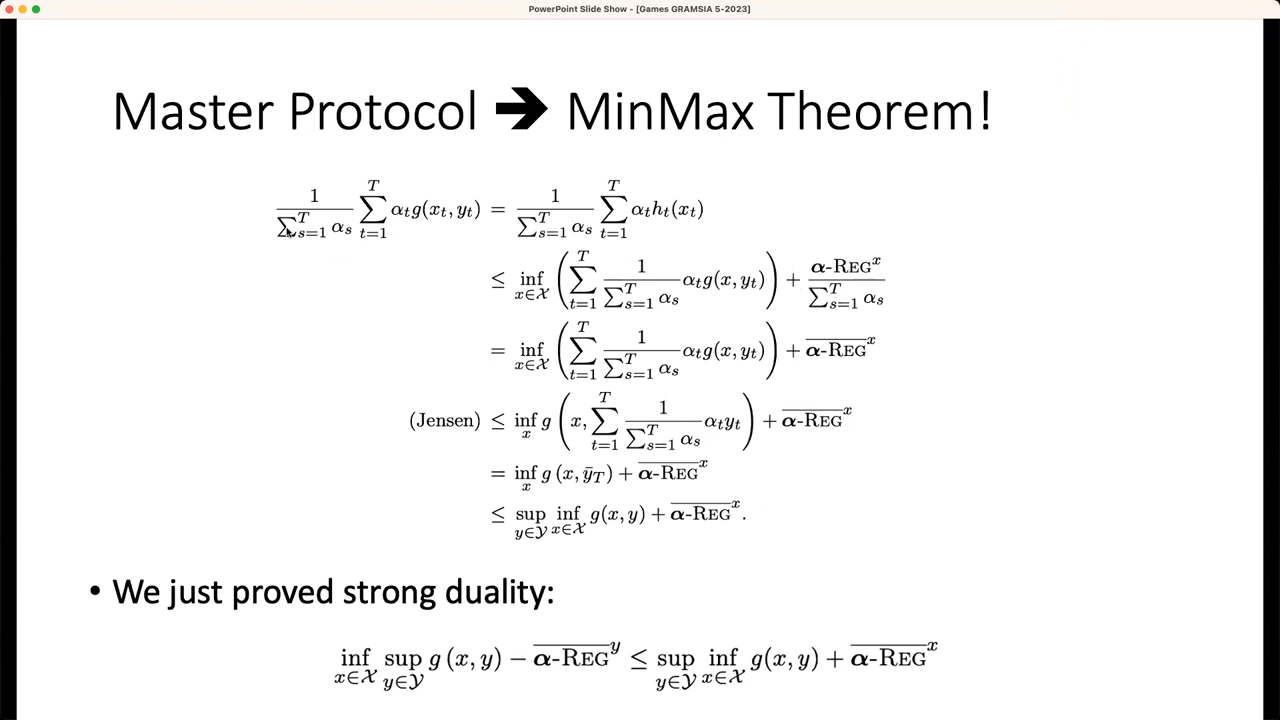 PowerPoint Slide Show - [Games GRAMSIA 5-2023]
Master Protocol ➔ MinMax Theorem!
\frac{1}{\sum_{s=1}^{T} \alpha_s} \sum_{t=1}^{T} \alpha_t g(x_t, y_t) = \frac{1}{\sum_{s=1}^{T} \alpha_s} \sum_{t=1}^{T} \alpha_t h_t(x_t)
\leq \inf_{x \in \mathcal{X}} \left( \sum_{t=1}^{T} \frac{1}{\sum_{s=1}^{T} \alpha_s} \alpha_t g(x, y_t) \right) + \frac{\boldsymbol{\alpha}\text{-REG}^x}{\sum_{s=1}^{T} \alpha_s}
= \inf_{x \in \mathcal{X}} \left( \sum_{t=1}^{T} \frac{1}{\sum_{s=1}^{T} \alpha_s} \alpha_t g(x, y_t) \right) + \overline{\boldsymbol{\alpha}\text{-REG}}^x
(Jensen) \leq \inf_{x} g \left( x, \sum_{t=1}^{T} \frac{1}{\sum_{s=1}^{T} \alpha_s} \alpha_t y_t \right) + \overline{\boldsymbol{\alpha}\text{-REG}}^x
= \inf_{x} g (x, \bar{y}_T) + \overline{\boldsymbol{\alpha}\text{-REG}}^x
\leq \sup_{y \in \mathcal{Y}} \inf_{x \in \mathcal{X}} g(x, y) + \overline{\boldsymbol{\alpha}\text{-REG}}^x.
• We just proved strong duality:
\inf_{x \in \mathcal{X}} \sup_{y \in \mathcal{Y}} g (x, y) - \overline{\boldsymbol{\alpha}\text{-REG}}^y \leq \sup_{y \in \mathcal{Y}} \inf_{x \in \mathcal{X}} g(x, y) + \overline{\boldsymbol{\alpha}\text{-REG}}^x